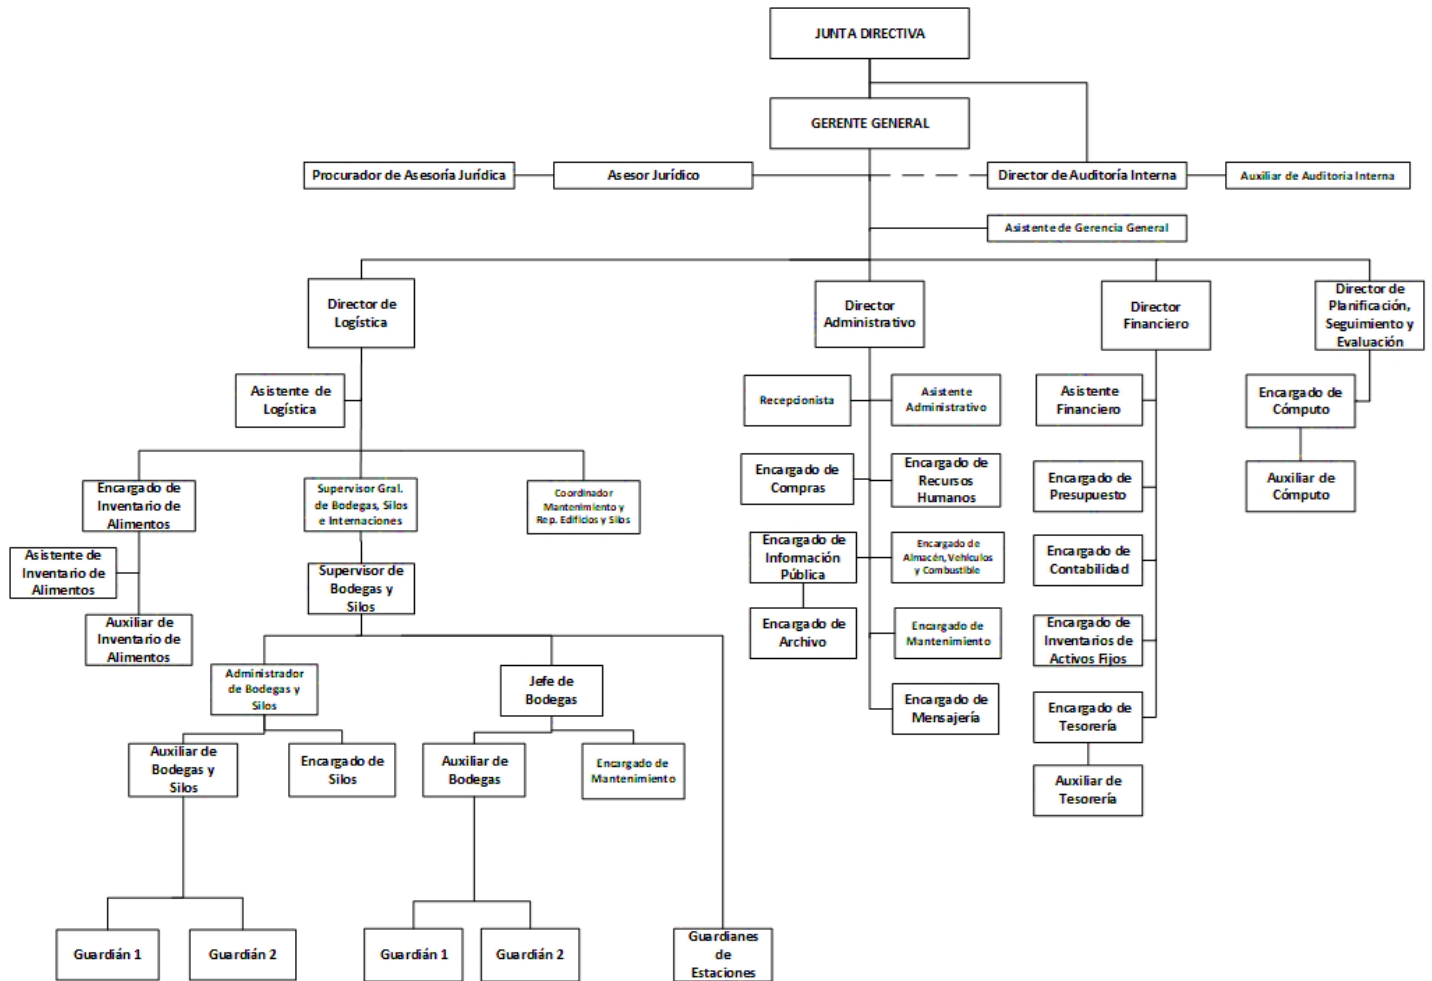 JUNTA DIRECTIVA
GERENTE GENERAL
Procurador de Asesoría Jurídica
Asesor Jurídico
Director de Auditoría Interna
Auxiliar de Auditoria Interna
Asistente de Gerencia General
Director de
Logística
Director
Administrativo
Director
Financiero
Director de
Planificación,
Seguimiento y
Evaluación
Asistente de
Logística
Recepcionista
Asistente
Administrativo
Asistente
Financiero
Encargado de
Cómputo
Encargado de
Inventario de
Alimentos
Supervisor Gral.
de Bodegas, Silos
e Internaciones
Coordinador
Mantenimiento y
Rep. Edificios y Silos
Encargado de
Compras
Encargado de
Recursos
Humanos
Encargado de
Presupuesto
Auxiliar de
Cómputo
Asistente de
Inventario de
Alimentos
Supervisor de
Bodegas y
Silos
Encargado de
Información
Pública
Encargado de
Almacén, Vehículos
y Combustible
Encargado de
Contabilidad
Auxiliar de
Inventario de
Alimentos
Encargado de
Archivo
Encargado de
Mantenimiento
Encargado de
Inventarios de
Activos Fijos
Administrador
de Bodegas y
Silos
Jefe de
Bodegas
Encargado de
Mensajería
Encargado de
Tesorería
Auxiliar de
Bodegas y
Silos
Encargado de
Silos
Auxiliar de
Bodegas
Encargado de
Mantenimiento
Auxiliar de
Tesorería
Guardián 1
Guardián 2
Guardián 1
Guardián 2
Guardianes
de
Estaciones